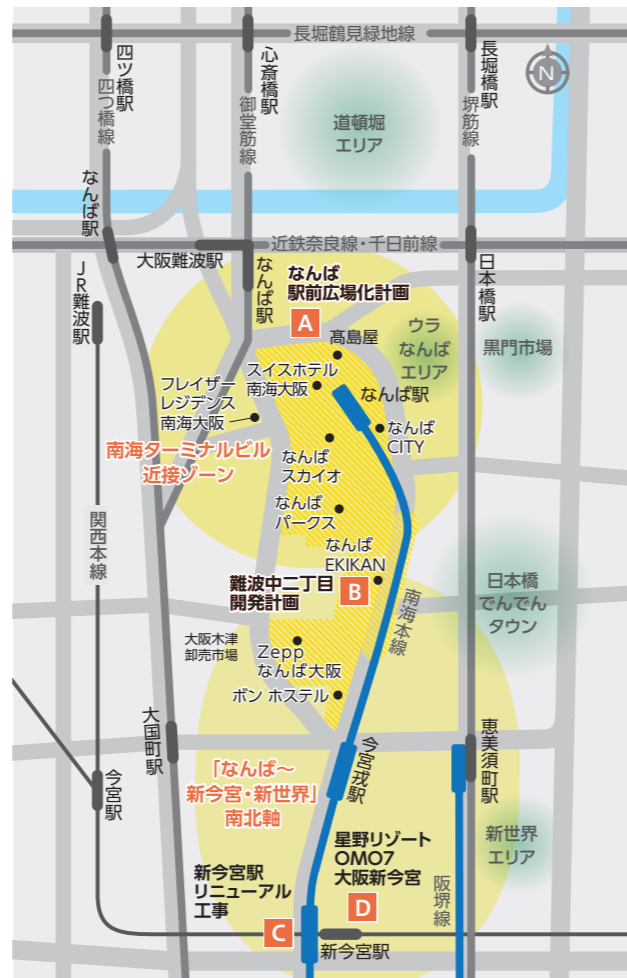 長堀鶴見緑地線
四ツ橋駅
四つ橋線
心斎橋駅
御堂筋線
長堀橋駅
堺筋線
N
道頓堀
エリア
なんば駅
近鉄奈良線・千日前線
大阪難波駅
なんば駅
日本橋駅
JR難波駅
なんば
駅前広場化計画
A
髙島屋
ウラ
なんば
エリア
黒門市場
スイスホテル
南海大阪
なんば駅
フレイザー
レジデンス
南海大阪
なんば
CITY
南海ターミナルビル
近接ゾーン
なんば
スカイオ
なんば
パークス
関西本線
なんば
EKIKAN
難波中二丁目
開発計画
B
南海本線
日本橋
でんでん
タウン
大阪木津
卸売市場
Zepp
なんば大阪
ボン ホステル
大国町駅
今宮戎駅
恵美須町駅
今宮駅
「なんば～
新今宮・新世界」
南北軸
新世界
エリア
星野リゾート
OMO7
大阪新今宮
D
新今宮駅
リニューアル
工事
C
阪堺線
新今宮駅